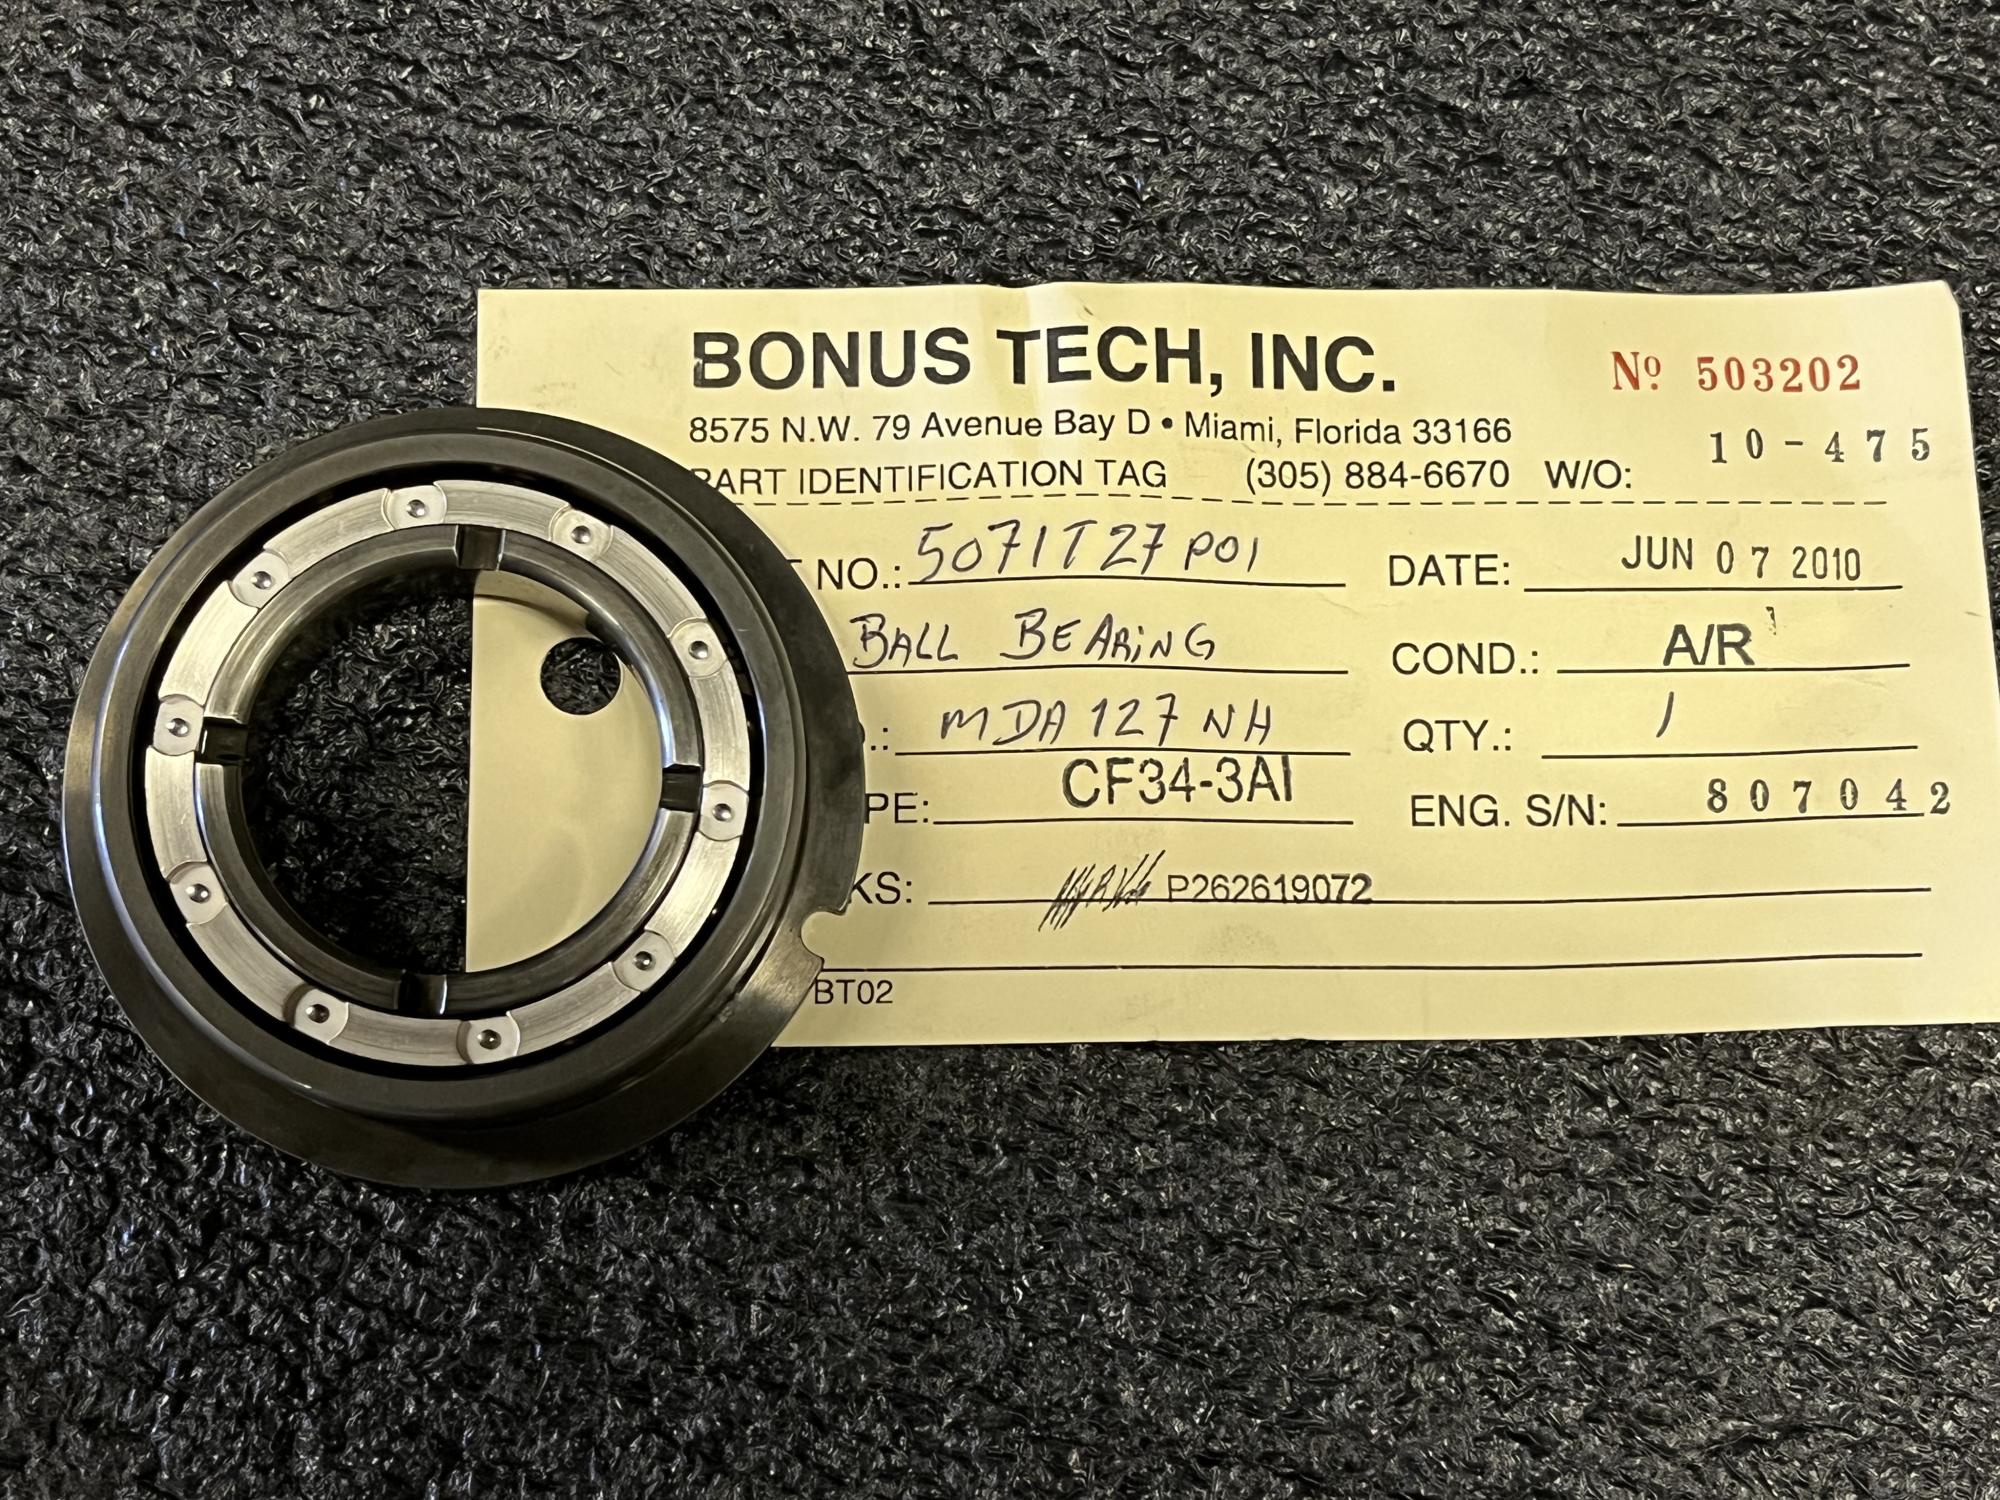 BONUS TECH, INC.
Nº 503202
8575 N.W. 79 Avenue Bay D • Miami, Florida 33166
10-475
PART IDENTIFICATION TAG (305) 884-6670 W/O:
NO.: 5071T27P01 DATE: JUN 07 2010
BALL BEARING COND.: A/R
.: MDA127NH QTY.: 1
PE: CF34-3A1 ENG. S/N: 807042
KS: P262619072
BT02